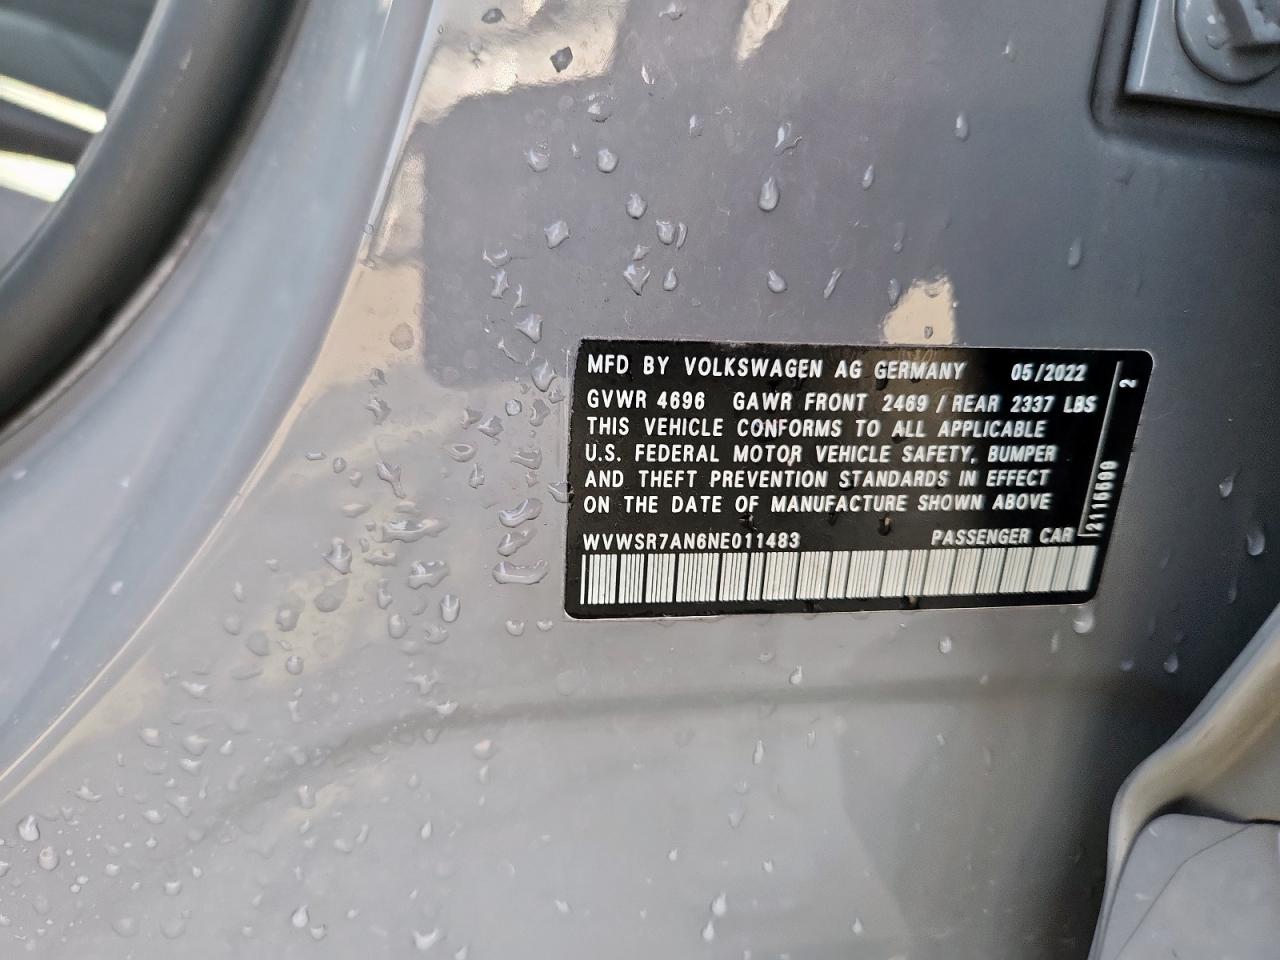 MFD BY VOLKSWAGEN AG GERMANY 05/2022
GVWR 4696 GAWR FRONT 2469 / REAR 2337 LBS
THIS VEHICLE CONFORMS TO ALL APPLICABLE
U.S. FEDERAL MOTOR VEHICLE SAFETY, BUMPER
AND THEFT PREVENTION STANDARDS IN EFFECT
ON THE DATE OF MANUFACTURE SHOWN ABOVE
WVWSR7AN6NE011483 PASSENGER CAR
2